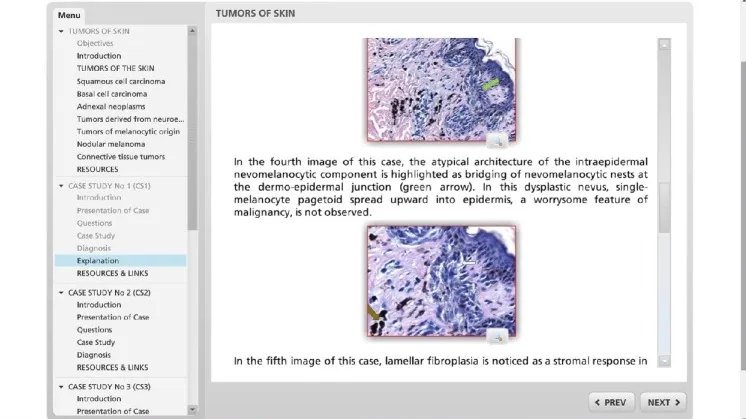 Menu
TUMORS OF SKIN
Objectives
Introduction
TUMORS OF THE SKIN
Squamous cell carcinoma
Basal cell carcinoma
Adnexal neoplasms
Tumors derived from neuroe...
Tumors of melanocytic origin
Nodular melanoma
Connective tissue tumors
RESOURCES
CASE STUDY No 1 (CS1)
Introduction
Presentation of Case
Questions
Case Study
Diagnosis
Explanation
RESOURCES & LINKS
CASE STUDY No 2 (CS2)
Introduction
Presentation of Case
Questions
Case Study
Diagnosis
RESOURCES & LINKS
CASE STUDY No 3 (CS3)
Introduction
Presentation of Case
TUMORS OF SKIN
In the fourth image of this case, the atypical architecture of the intraepidermal
nevomelanocytic component is highlighted as bridging of nevomelanocytic nests at
the dermo-epidermal junction (green arrow). In this dysplastic nevus, single-
melanocyte pagetoid spread upward into epidermis, a worrysome feature of
malignancy, is not observed.
In the fifth image of this case, lamellar fibroplasia is noticed as a stromal response in
PREV
NEXT